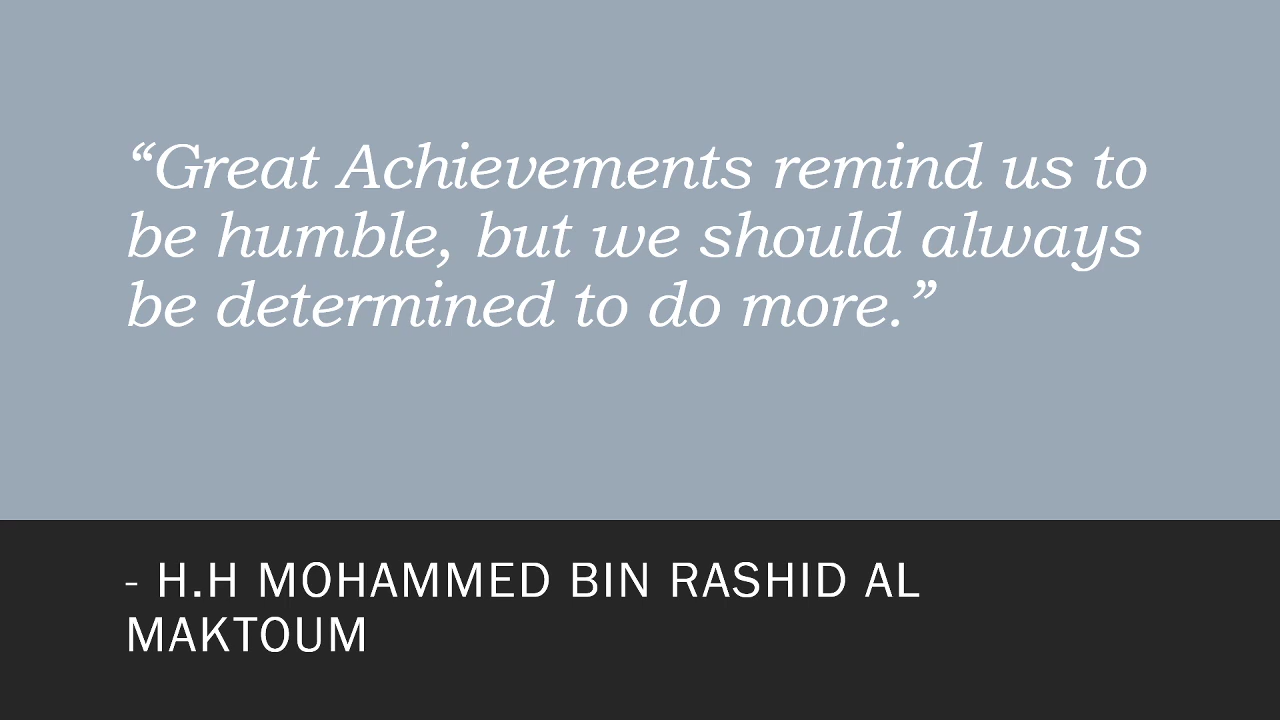 “Great Achievements remind us to
be humble, but we should always
be determined to do more.”
- H.H MOHAMMED BIN RASHID AL
MAKTOUM